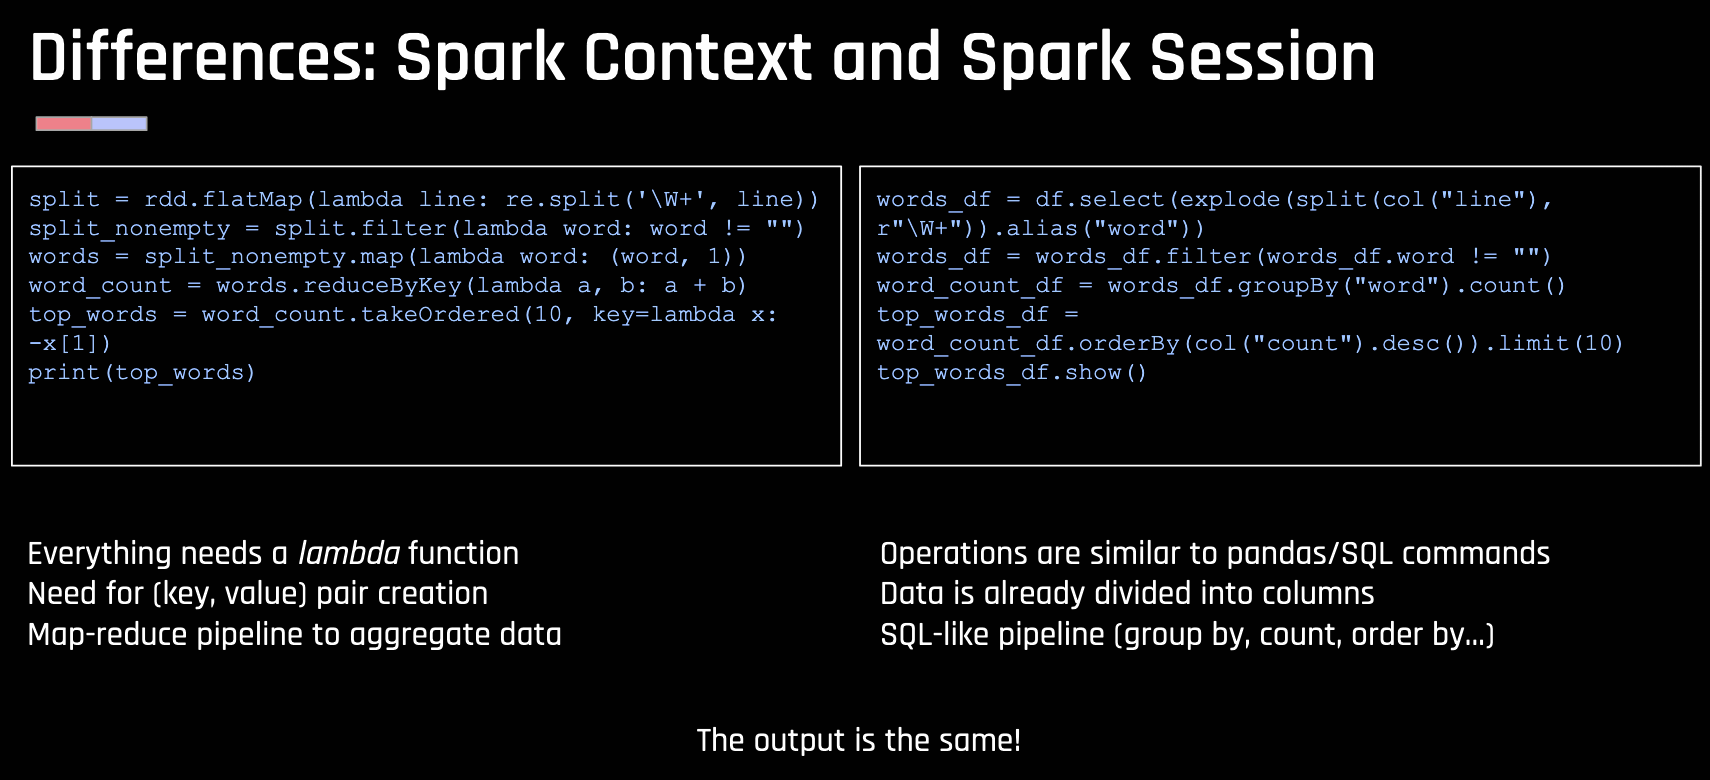 Differences: Spark Context and Spark Session
split = rdd.flatMap(lambda line: re.split('\W+', line))
split_nonempty = split.filter(lambda word: word != "")
words = split_nonempty.map(lambda word: (word, 1))
word_count = words.reduceByKey(lambda a, b: a + b)
top_words = word_count.takeOrdered(10, key=lambda x:
-x[1])
print(top_words)
words_df = df.select(explode(split(col("line"),
r"\W+")).alias("word"))
words_df = words_df.filter(words_df.word != "")
word_count_df = words_df.groupBy("word").count()
top_words_df =
word_count_df.orderBy(col("count").desc()).limit(10)
top_words_df.show()
Everything needs a lambda function
Need for (key, value) pair creation
Map-reduce pipeline to aggregate data
Operations are similar to pandas/SQL commands
Data is already divided into columns
SQL-like pipeline (group by, count, order by...)
The output is the same!